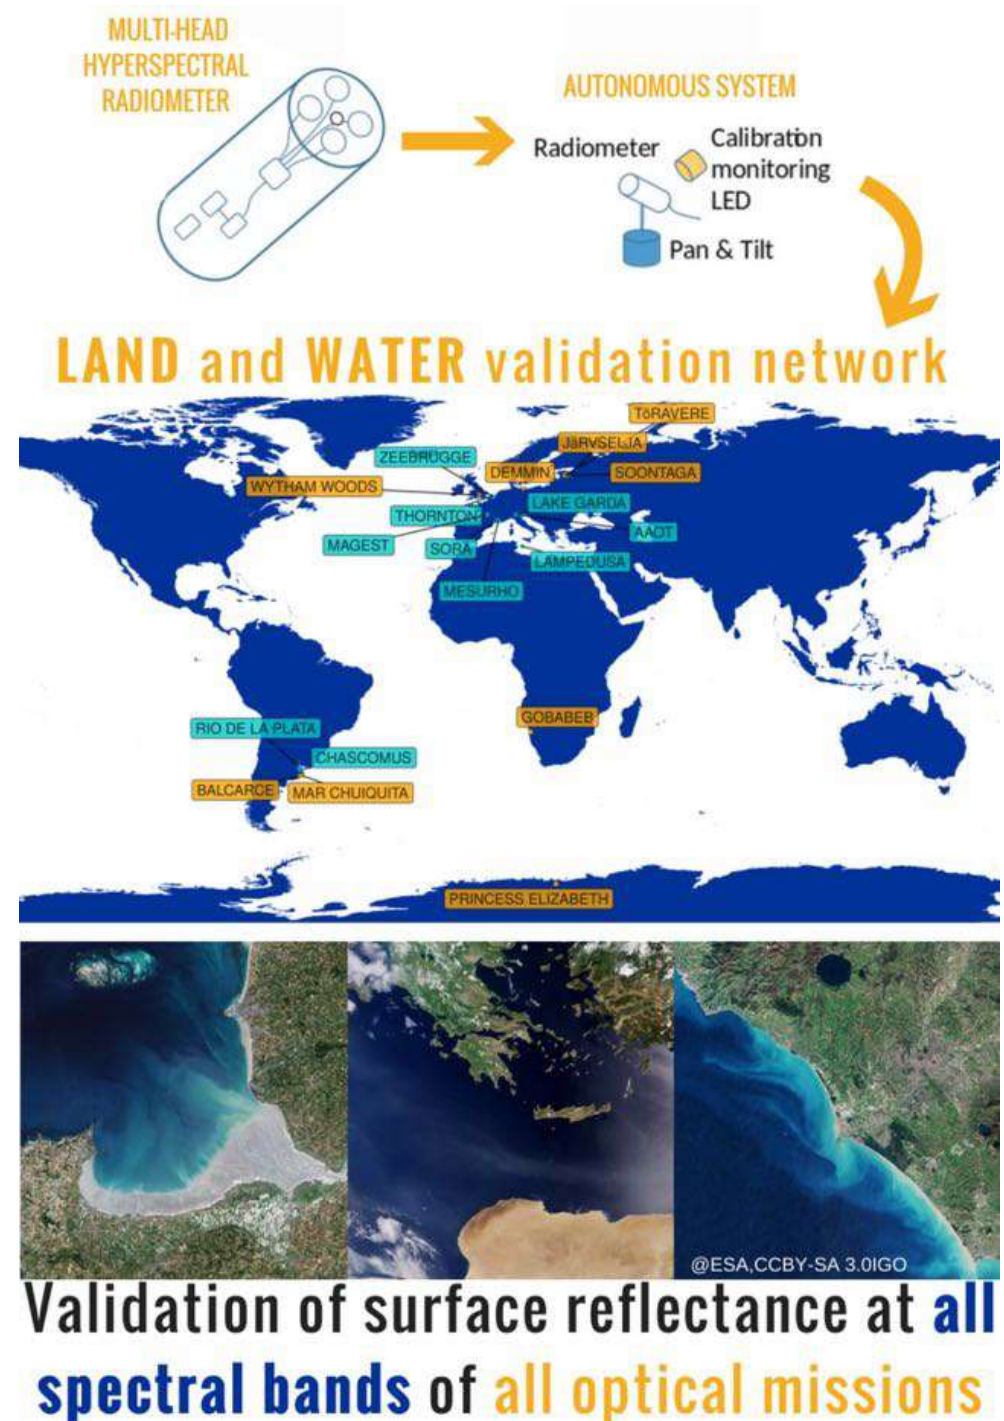 MULTI-HEAD
HYPERSPECTRAL
RADIOMETER
AUTONOMOUS SYSTEM
Radiometer
Calibration
monitoring
LED
Pan & Tilt
LAND and WATER validation network
TöRAVERE
JäRVSELJA
ZEEBRUGGE
DEMMIN
SOONTAGA
WYTHAM WOODS
LAKE GARDA
THORNTON
AAOT
MAGEST
SORA
LAMPEDUSA
MESURHO
GOBABEB
RIO DE LA PLATA
CHASCOMUS
BALCARCE
MAR CHUIQUITA
PRINCESS ELIZABETH
@ESA,CCBY-SA 3.0IGO
Validation of surface reflectance at all
spectral bands of all optical missions